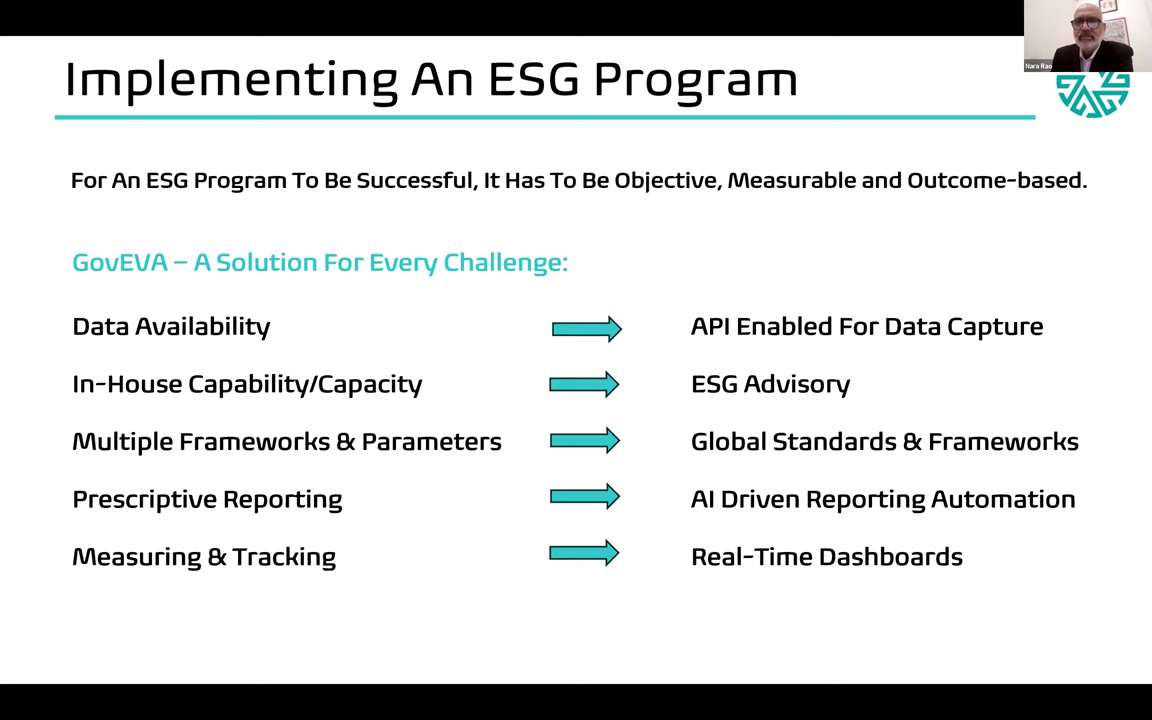 Implementing An ESG Program
Nara Rao
For An ESG Program To Be Successful, It Has To Be Objective, Measurable and Outcome-based.
GovEVA – A Solution For Every Challenge:
Data Availability API Enabled For Data Capture
In-House Capability/Capacity ESG Advisory
Multiple Frameworks & Parameters Global Standards & Frameworks
Prescriptive Reporting AI Driven Reporting Automation
Measuring & Tracking Real-Time Dashboards